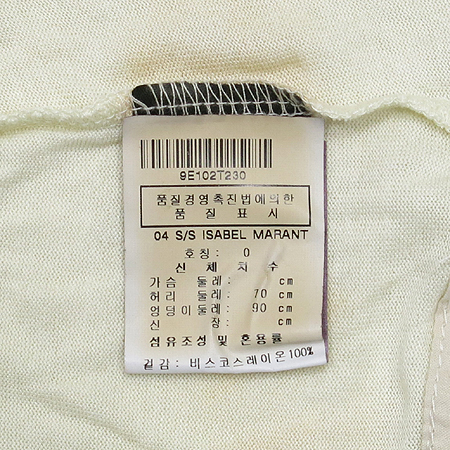 9E102T230
품질경영촉진법에의한
품 질 표 시
04 S/S ISABEL MARANT
호 칭 : 0
신 체 치 수
가 슴 둘 레 : cm
허 리 둘 레 : 70 cm
엉덩이둘레: 90 cm
신 장 : cm
섬유조성 및 혼용률
겉감 : 비스코스레이온100%